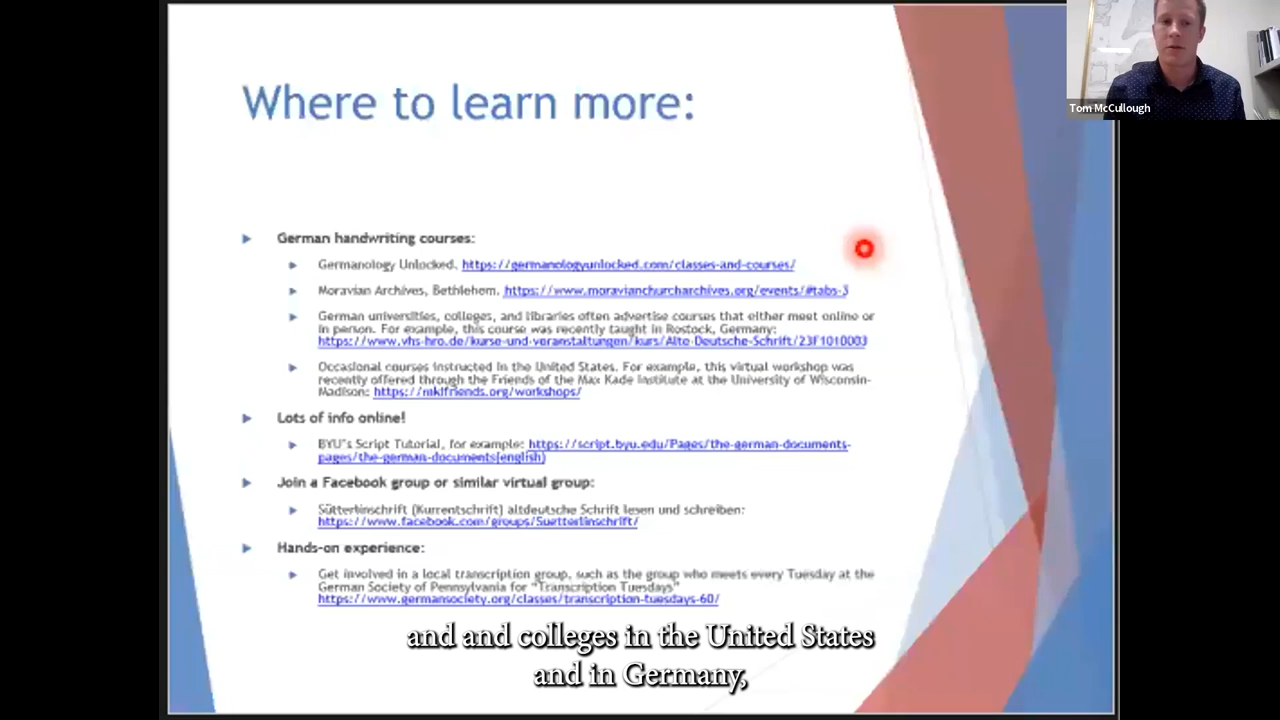 Where to learn more:
Tom McCullough
German handwriting courses:
Germanology Unlocked, https://germanologyunlocked.com/classes-and-courses/
Moravian Archives, Bethlehem, https://www.moravianchurcharchives.org/events/#tabs-3
German universities, colleges, and libraries often advertise courses that either meet online or
in person. For example, this course was recently taught in Rostock, Germany:
https://www.vhs-hro.de/kurse-und-veranstaltungen/kurs/Alte-Deutsche-Schrift/23F1010003
Occasional courses instructed in the United States. For example, this virtual workshop was
recently offered through the Friends of the Max Kade Institute at the University of Wisconsin-
Madison: https://mkifriends.org/workshops/
Lots of info online!
BYU's Script Tutorial, for example: https://script.byu.edu/Pages/the-german-documents-
pages/the-german-documents(english)
Join a Facebook group or similar virtual group:
Sütterlinschrift (Kurrentschrift) altdeutsche Schrift lesen und schreiben:
https://www.facebook.com/groups/Suetterlinschrift/
Hands-on experience:
Get involved in a local transcription group, such as the group who meets every Tuesday at the
German Society of Pennsylvania for "Transcription Tuesdays"
https://www.germansociety.org/classes/transcription-tuesdays-60/
and and colleges in the United States
and in Germany,